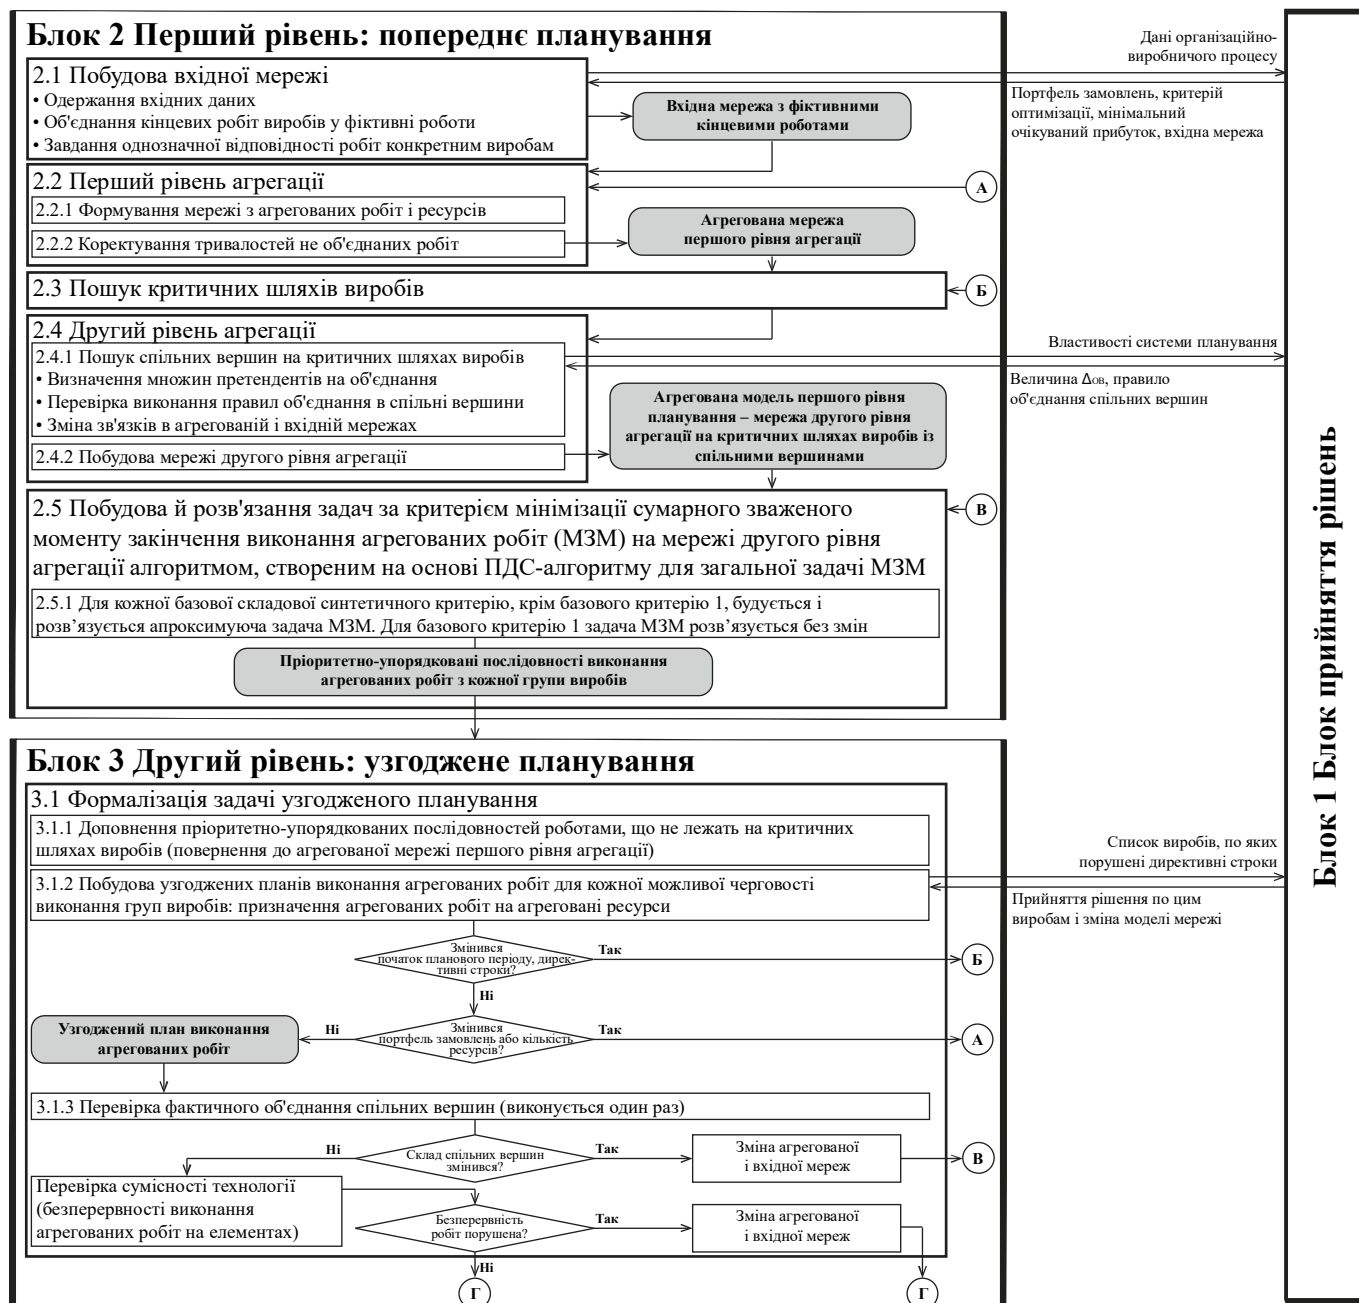 Блок 2 Перший рівень: попереднє планування
2.1 Побудова вхідної мережі
• Одержання вхідних даних
• Об'єднання кінцевих робіт виробів у фіктивні роботи
• Завдання однозначної відповідності робіт конкретним виробам
Вхідна мережа з фіктивними
кінцевими роботами
Дані організаційно-
виробничого процесу
Портфель замовлень, критерій
оптимізації, мінімальний
очікуваний прибуток, вхідна мережа
2.2 Перший рівень агрегації
А
2.2.1 Формування мережі з агрегованих робіт і ресурсів
2.2.2 Коректування тривалостей не об'єднаних робіт
Агрегована мережа
першого рівня агрегації
2.3 Пошук критичних шляхів виробів
Б
2.4 Другий рівень агрегації
2.4.1 Пошук спільних вершин на критичних шляхах виробів
• Визначення множин претендентів на об'єднання
• Перевірка виконання правил об'єднання в спільні вершини
• Зміна зв'язків в агрегованій і вхідній мережах
2.4.2 Побудова мережі другого рівня агрегації
Агрегована модель першого рівня
планування – мережа другого рівня
агрегації на критичних шляхах виробів із
спільними вершинами
Властивості системи планування
Величина Δов, правило
об'єднання спільних вершин
2.5 Побудова й розв'язання задач за критерієм мінімізації сумарного зваженого
моменту закінчення виконання агрегованих робіт (МЗМ) на мережі другого рівня
агрегації алгоритмом, створеним на основі ПДС-алгоритму для загальної задачі МЗМ
В
2.5.1 Для кожної базової складової синтетичного критерію, крім базового критерію 1, будується і
розв’язується апроксимуюча задача МЗМ. Для базового критерію 1 задача МЗМ розв’язується без змін
Пріоритетно-упорядковані послідовності виконання
агрегованих робіт з кожної групи виробів
Блок 1 Блок прийняття рішень
Блок 3 Другий рівень: узгоджене планування
3.1 Формалізація задачі узгодженого планування
3.1.1 Доповнення пріоритетно-упорядкованих послідовностей роботами, що не лежать на критичних
шляхах виробів (повернення до агрегованої мережі першого рівня агрегації)
3.1.2 Побудова узгоджених планів виконання агрегованих робіт для кожної можливої черговості
виконання груп виробів: призначення агрегованих робіт на агреговані ресурси
Список виробів, по яких
порушені директивні строки
Прийняття рішення по цим
виробам і зміна моделі мережі
Змінився
початок планового періоду, дирек-
тивні строки?
Так
Б
Ні
Змінився
портфель замовлень або кількість
ресурсів?
Так
А
Ні
Узгоджений план виконання
агрегованих робіт
3.1.3 Перевірка фактичного об'єднання спільних вершин (виконується один раз)
Ні
Склад спільних вершин
змінився?
Так
Зміна агрегованої
і вхідної мереж
В
Перевірка сумісності технології
(безперервності виконання
агрегованих робіт на елементах)
Безперервність
робіт порушена?
Так
Зміна агрегованої
і вхідної мереж
Ні
Г
Г